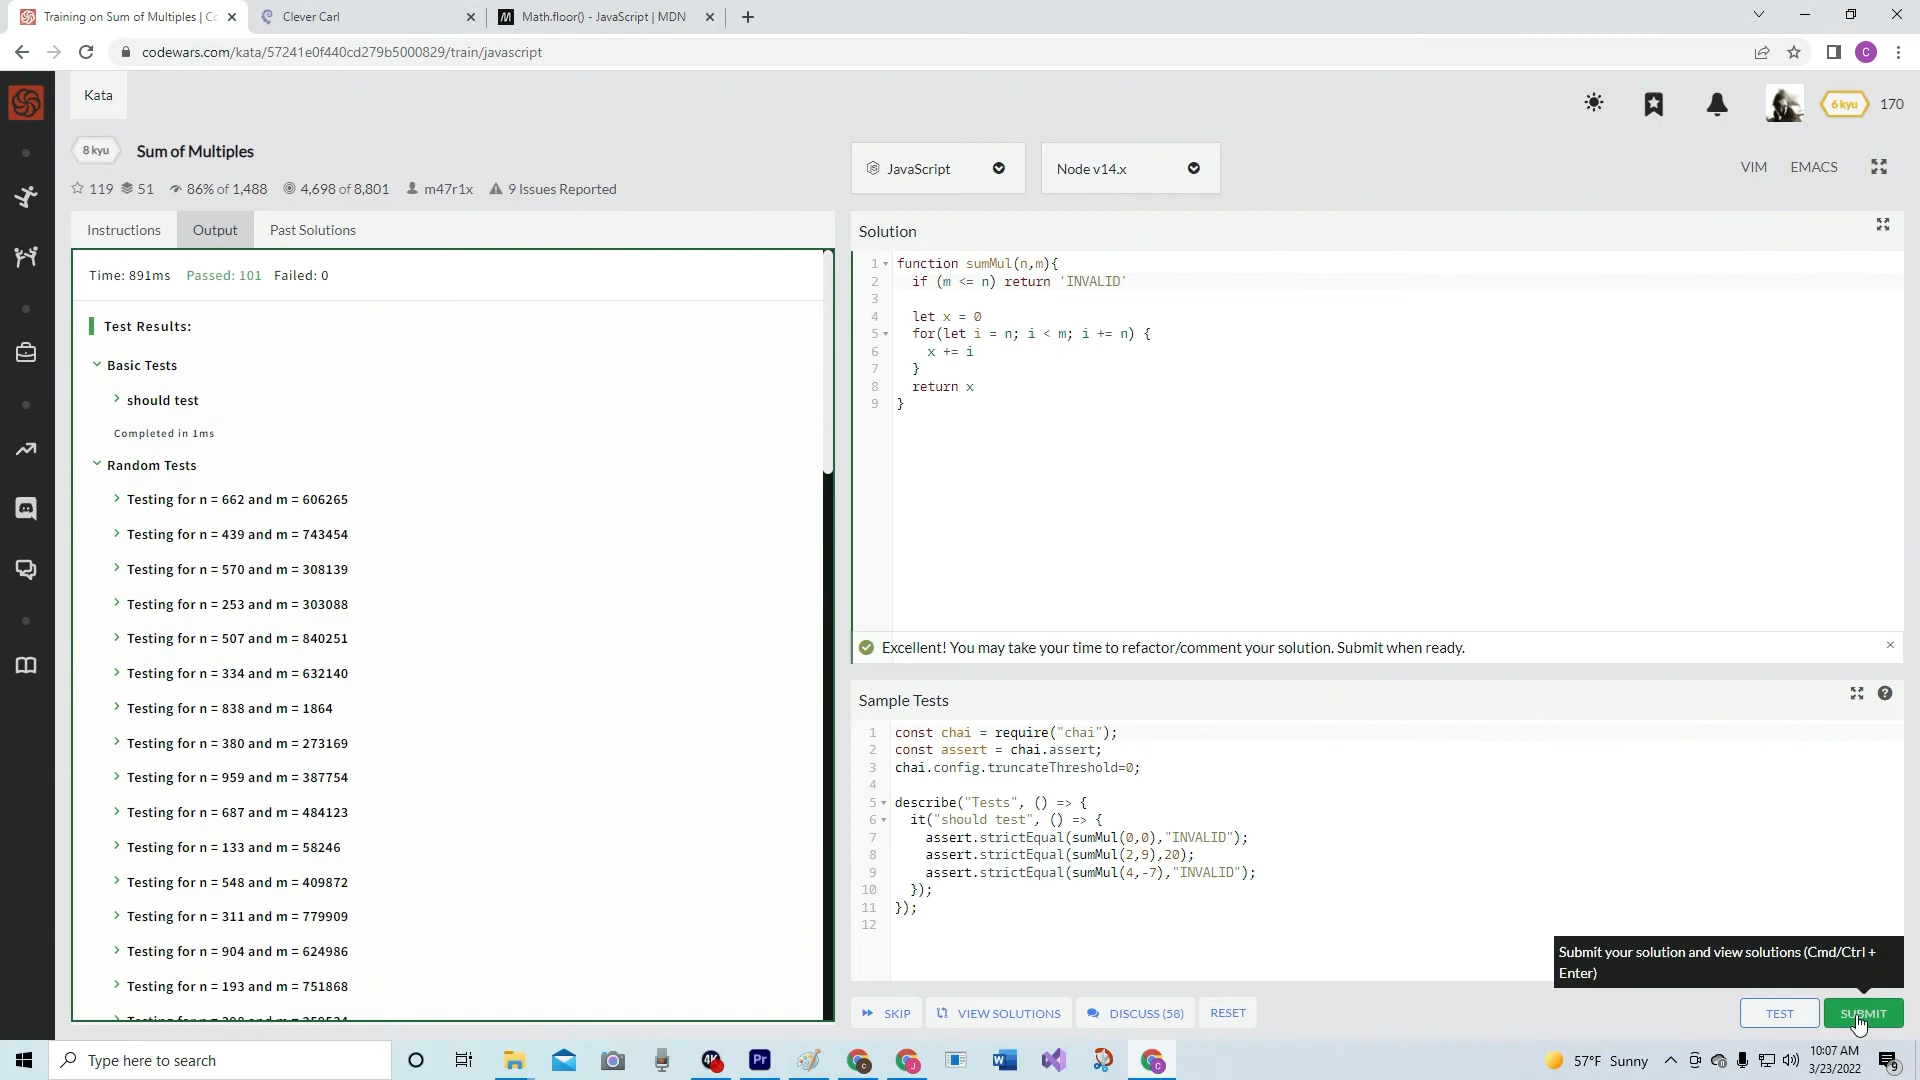 Training on Sum of Multiples | Co
Clever Carl
Math.floor() - JavaScript | MDN
codewars.com/kata/57241e0f440cd279b5000829/train/javascript
C
Kata
6 kyu
170
8 kyu
Sum of Multiples
119
51
86% of 1,488
4,698 of 8,801
m47r1x
9 Issues Reported
JavaScript
Node v14.x
VIM
EMACS
Instructions
Output
Past Solutions
Time: 891ms Passed: 101 Failed: 0
Test Results:
Basic Tests
should test
Completed in 1ms
Random Tests
Testing for n = 662 and m = 606265
Testing for n = 439 and m = 743454
Testing for n = 570 and m = 308139
Testing for n = 253 and m = 303088
Testing for n = 507 and m = 840251
Testing for n = 334 and m = 632140
Testing for n = 838 and m = 1864
Testing for n = 380 and m = 273169
Testing for n = 959 and m = 387754
Testing for n = 687 and m = 484123
Testing for n = 133 and m = 58246
Testing for n = 548 and m = 409872
Testing for n = 311 and m = 779909
Testing for n = 904 and m = 624986
Testing for n = 193 and m = 751868
Solution
1 function sumMul(n,m){
2 if (m <= n) return 'INVALID'
3
4 let x = 0
5 for(let i = n; i < m; i += n) {
6 x += i
7 }
8 return x
9 }
Excellent! You may take your time to refactor/comment your solution. Submit when ready.
Sample Tests
1 const chai = require("chai");
2 const assert = chai.assert;
3 chai.config.truncateThreshold=0;
4
5 describe("Tests", () => {
6 it("should test", () => {
7 assert.strictEqual(sumMul(0,0),"INVALID");
8 assert.strictEqual(sumMul(2,9),20);
9 assert.strictEqual(sumMul(4,-7),"INVALID");
10 });
11 });
12
Submit your solution and view solutions (Cmd/Ctrl +
Enter)
SKIP
VIEW SOLUTIONS
DISCUSS (58)
RESET
TEST
SUBMIT
Type here to search
4K
Pr
57°F Sunny
10:07 AM
3/23/2022
9